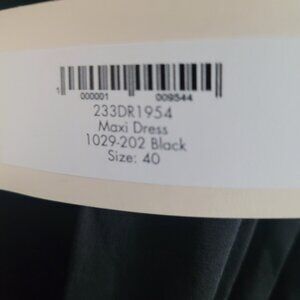 1 000001 009544
233DR1954
Maxi Dress
1029-202 Black
Size: 40